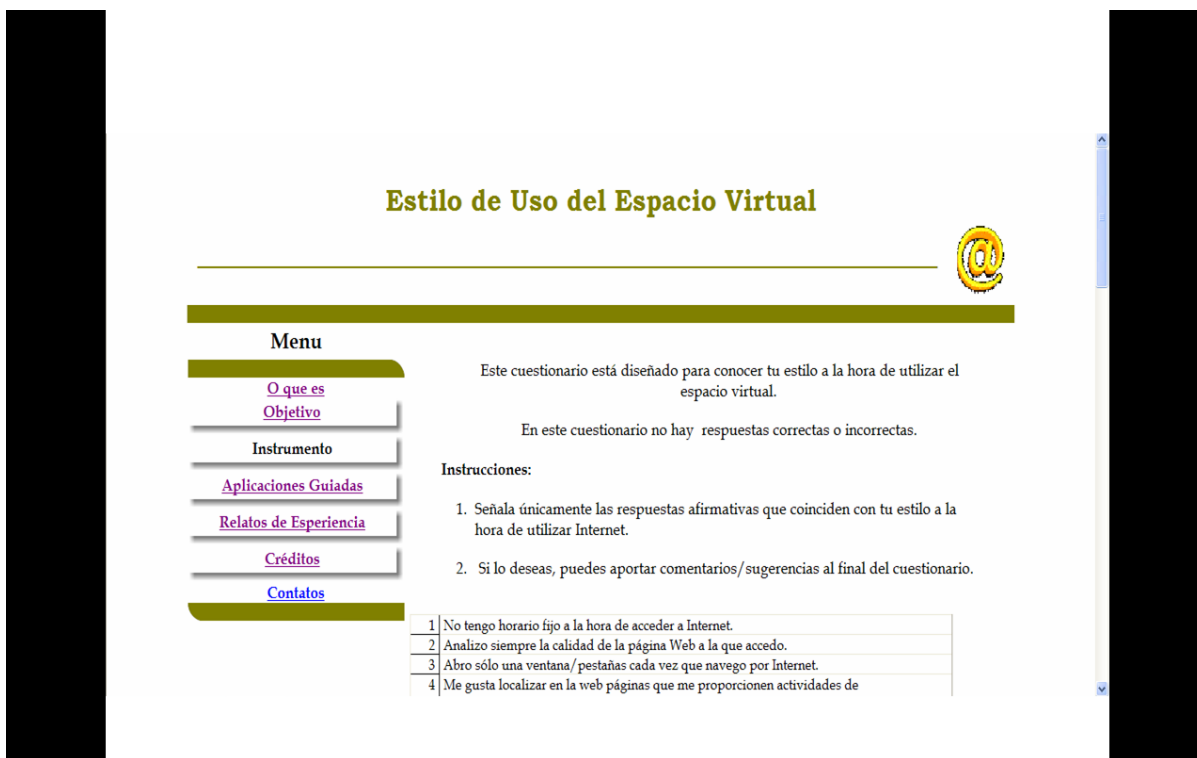 Estilo de Uso del Espacio Virtual
@
Menu
O que es
Objetivo
Instrumento
Aplicaciones Guiadas
Relatos de Esperiencia
Créditos
Contatos
Este cuestionario está diseñado para conocer tu estilo a la hora de utilizar el
espacio virtual.
En este cuestionario no hay respuestas correctas o incorrectas.
Instrucciones:
1. Señala únicamente las respuestas afirmativas que coinciden con tu estilo a la
hora de utilizar Internet.
2. Si lo deseas, puedes aportar comentarios/sugerencias al final del cuestionario.
1 No tengo horario fijo a la hora de acceder a Internet.
2 Analizo siempre la calidad de la página Web a la que accedo.
3 Abro sólo una ventana/pestañas cada vez que navego por Internet.
4 Me gusta localizar en la web páginas que me proporcionen actividades de